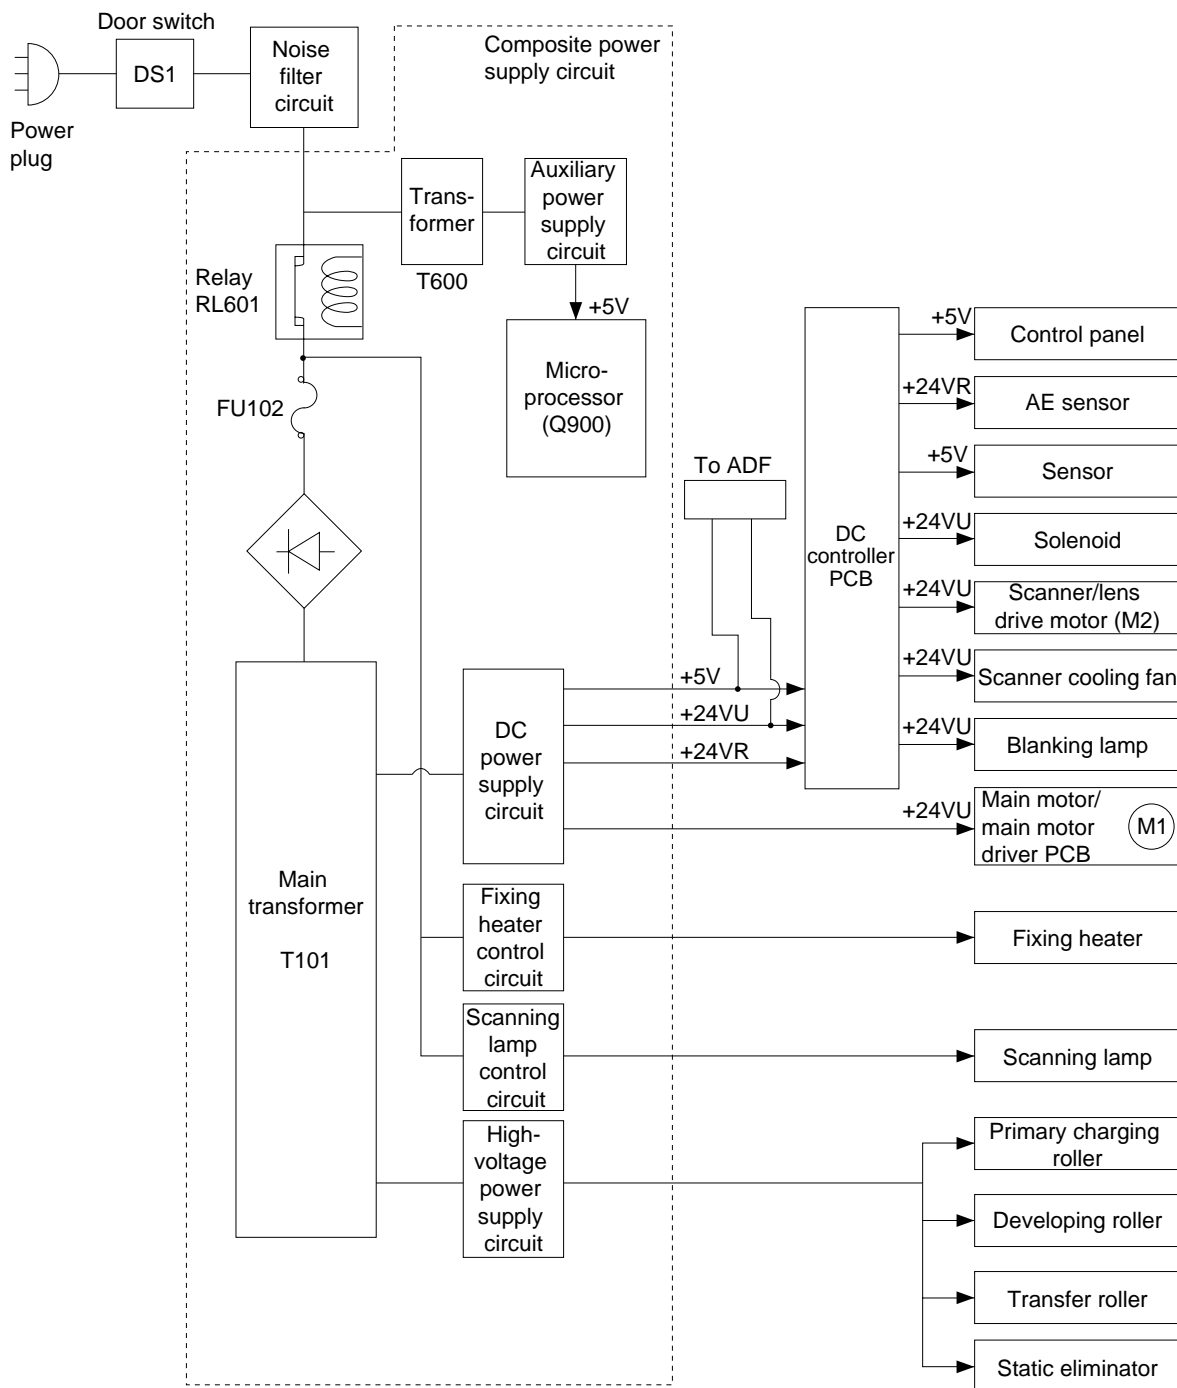 Door switch
DS1
Noise
filter
circuit
Composite power
supply circuit
Power
plug
Trans-
former
T600
Auxiliary
power
supply
circuit
Relay
RL601
+5V
Micro-
processor
(Q900)
FU102
To ADF
DC
controller
PCB
+5V
Control panel
+24VR
AE sensor
+5V
Sensor
+24VU
Solenoid
+24VU
Scanner/lens
drive motor (M2)
+24VU
Scanner cooling fan
+24VU
Blanking lamp
+5V
+24VU
+24VR
DC
power
supply
circuit
+24VU
Main motor/
main motor
driver PCB
M1
Main
transformer
T101
Fixing
heater
control
circuit
Fixing heater
Scanning
lamp
control
circuit
Scanning lamp
High-
voltage
power
supply
circuit
Primary charging
roller
Developing roller
Transfer roller
Static eliminator